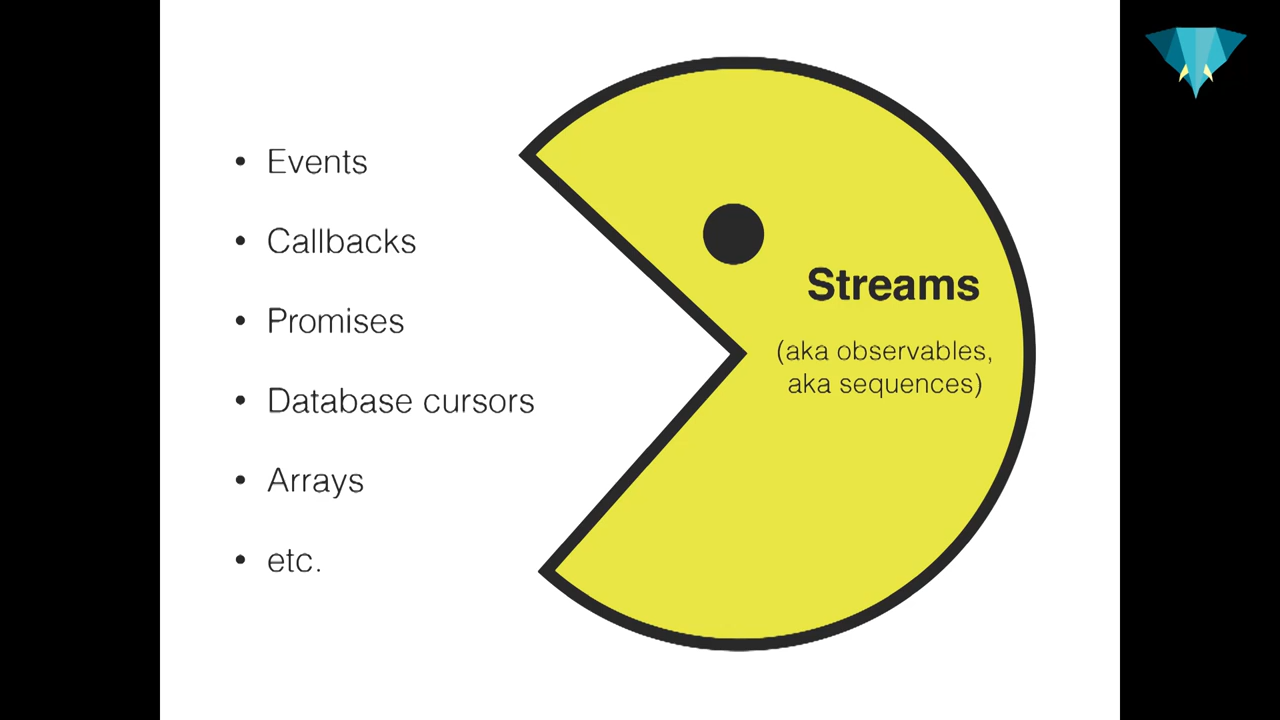 • Events
• Callbacks
• Promises
• Database cursors
• Arrays
• etc.
Streams
(aka observables,
aka sequences)